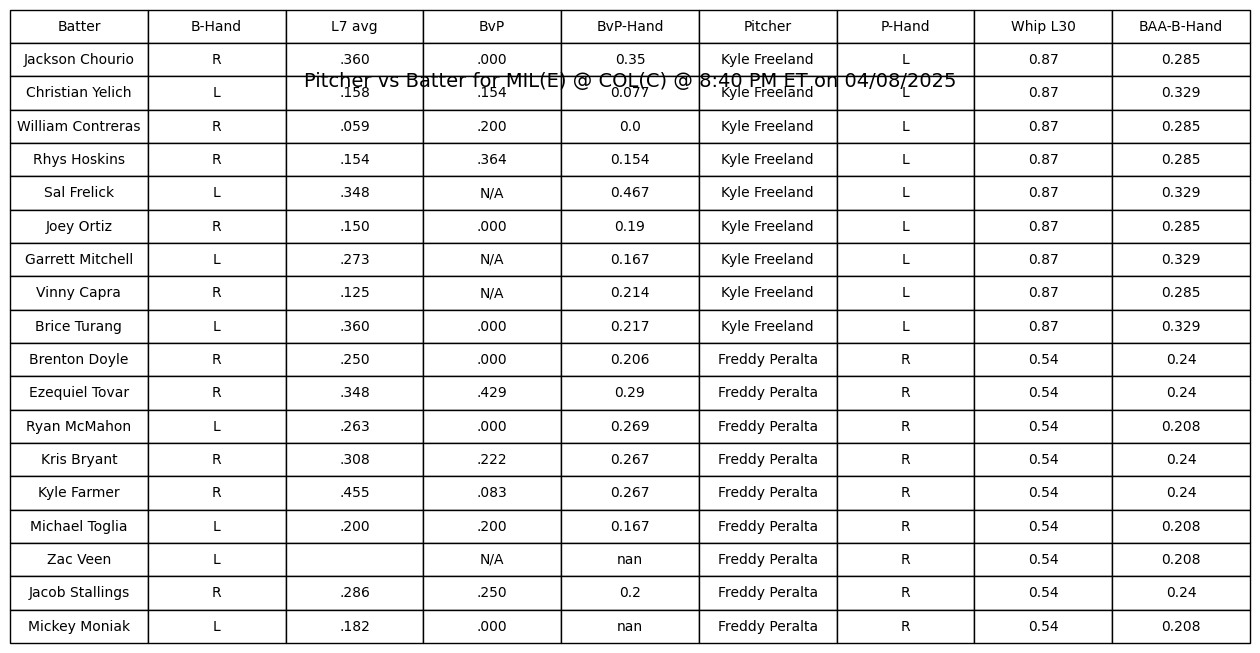 Batter B-Hand L7 avg BvP BvP-Hand Pitcher P-Hand Whip L30 BAA-B-Hand
Jackson Chourio R .360 .000 0.35 Kyle Freeland L 0.87 0.285
Pitcher vs Batter for MIL(E) @ COL(C) @ 8:40 PM ET on 04/08/2025
Christian Yelich L .158 .154 0.077 Kyle Freeland L 0.87 0.329
William Contreras R .059 .200 0.0 Kyle Freeland L 0.87 0.285
Rhys Hoskins R .154 .364 0.154 Kyle Freeland L 0.87 0.285
Sal Frelick L .348 N/A 0.467 Kyle Freeland L 0.87 0.329
Joey Ortiz R .150 .000 0.19 Kyle Freeland L 0.87 0.285
Garrett Mitchell L .273 N/A 0.167 Kyle Freeland L 0.87 0.329
Vinny Capra R .125 N/A 0.214 Kyle Freeland L 0.87 0.285
Brice Turang L .360 .000 0.217 Kyle Freeland L 0.87 0.329
Brenton Doyle R .250 .000 0.206 Freddy Peralta R 0.54 0.24
Ezequiel Tovar R .348 .429 0.29 Freddy Peralta R 0.54 0.24
Ryan McMahon L .263 .000 0.269 Freddy Peralta R 0.54 0.208
Kris Bryant R .308 .222 0.267 Freddy Peralta R 0.54 0.24
Kyle Farmer R .455 .083 0.267 Freddy Peralta R 0.54 0.24
Michael Toglia L .200 .200 0.167 Freddy Peralta R 0.54 0.208
Zac Veen L N/A nan Freddy Peralta R 0.54 0.208
Jacob Stallings R .286 .250 0.2 Freddy Peralta R 0.54 0.24
Mickey Moniak L .182 .000 nan Freddy Peralta R 0.54 0.208